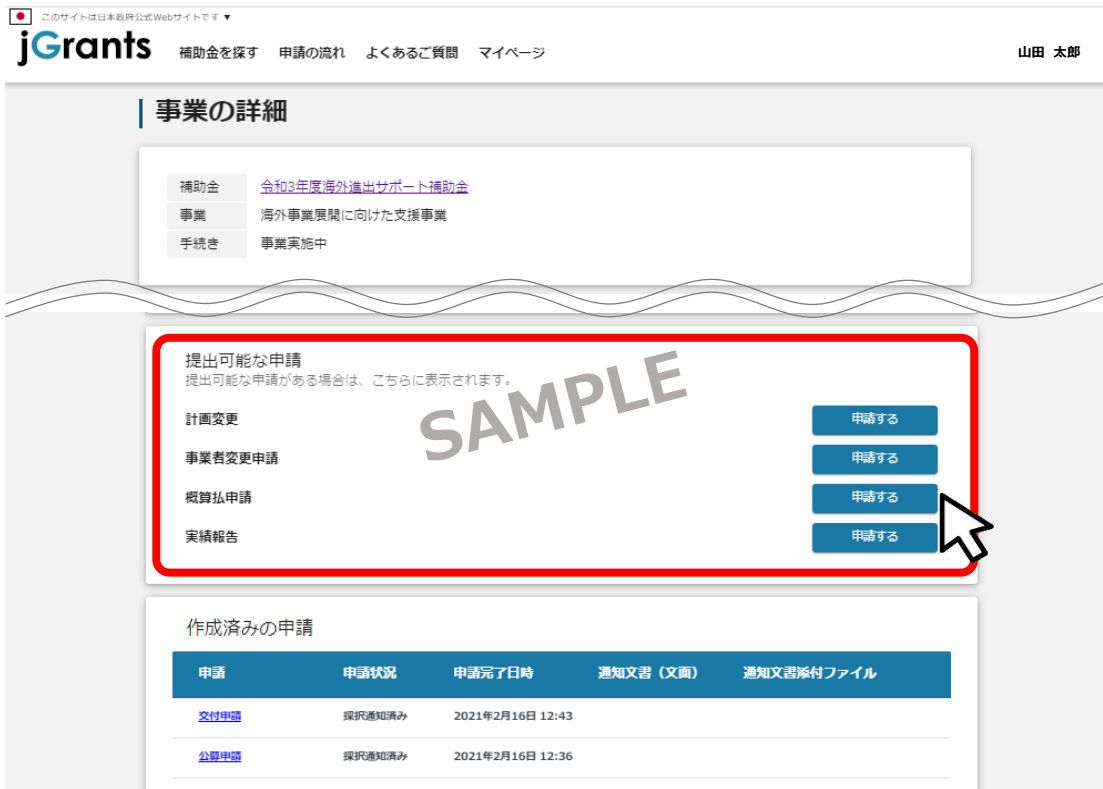 このサイトは日本政府公式Webサイトです ▼
jGrants 補助金を探す 申請の流れ よくあるご質問 マイページ 山田 太郎
事業の詳細
補助金 令和3年度海外進出サポート補助金
事業 海外事業展開に向けた支援事業
手続き 事業実施中
提出可能な申請
提出可能な申請がある場合は、こちらに表示されます。
SAMPLE
計画変更 申請する
事業者変更申請 申請する
概算払申請 申請する
実績報告 申請する
作成済みの申請
申請 申請状況 申請完了日時 通知文書（文面） 通知文書添付ファイル
交付申請 採択通知済み 2021年2月16日 12:43
公募申請 採択通知済み 2021年2月16日 12:36